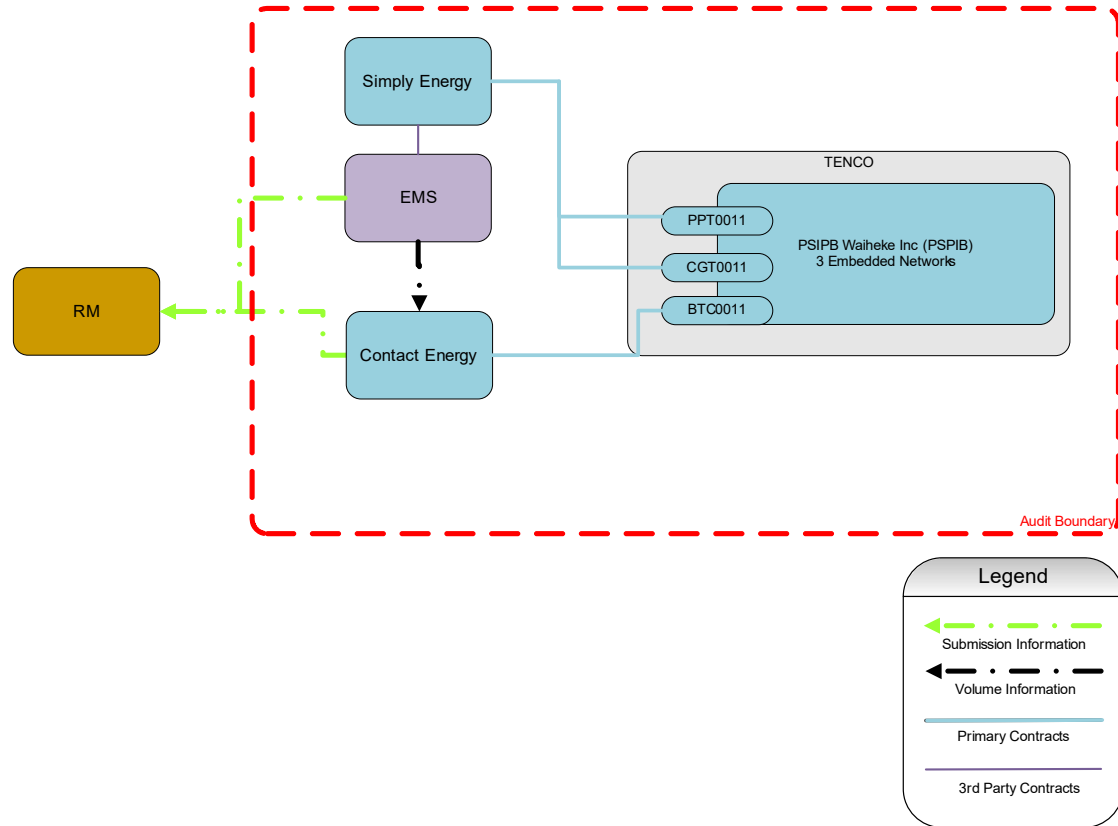 Simply Energy
TENCO
EMS
PPT0011
PSIPB Waiheke Inc (PSPIB)
3 Embedded Networks
CGT0011
RM
BTC0011
Contact Energy
Audit Boundary
Legend
Submission Information
Volume Information
Primary Contracts
3rd Party Contracts